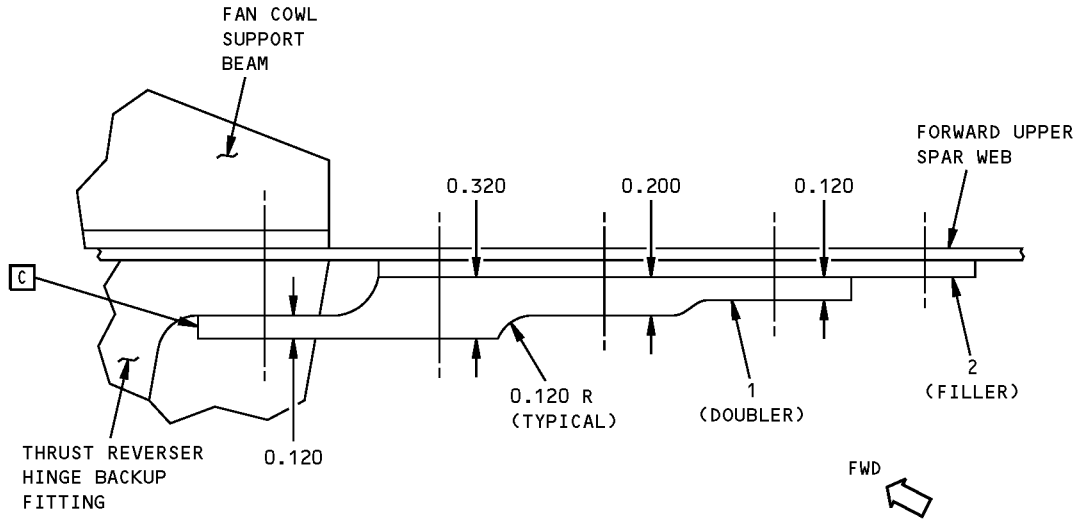 FAN COWL
SUPPORT
BEAM
FORWARD UPPER
SPAR WEB
0.320
0.200
0.120
C
0.120 R
(TYPICAL)
1
(DOUBLER)
2
(FILLER)
THRUST REVERSER
HINGE BACKUP
FITTING
0.120
FWD